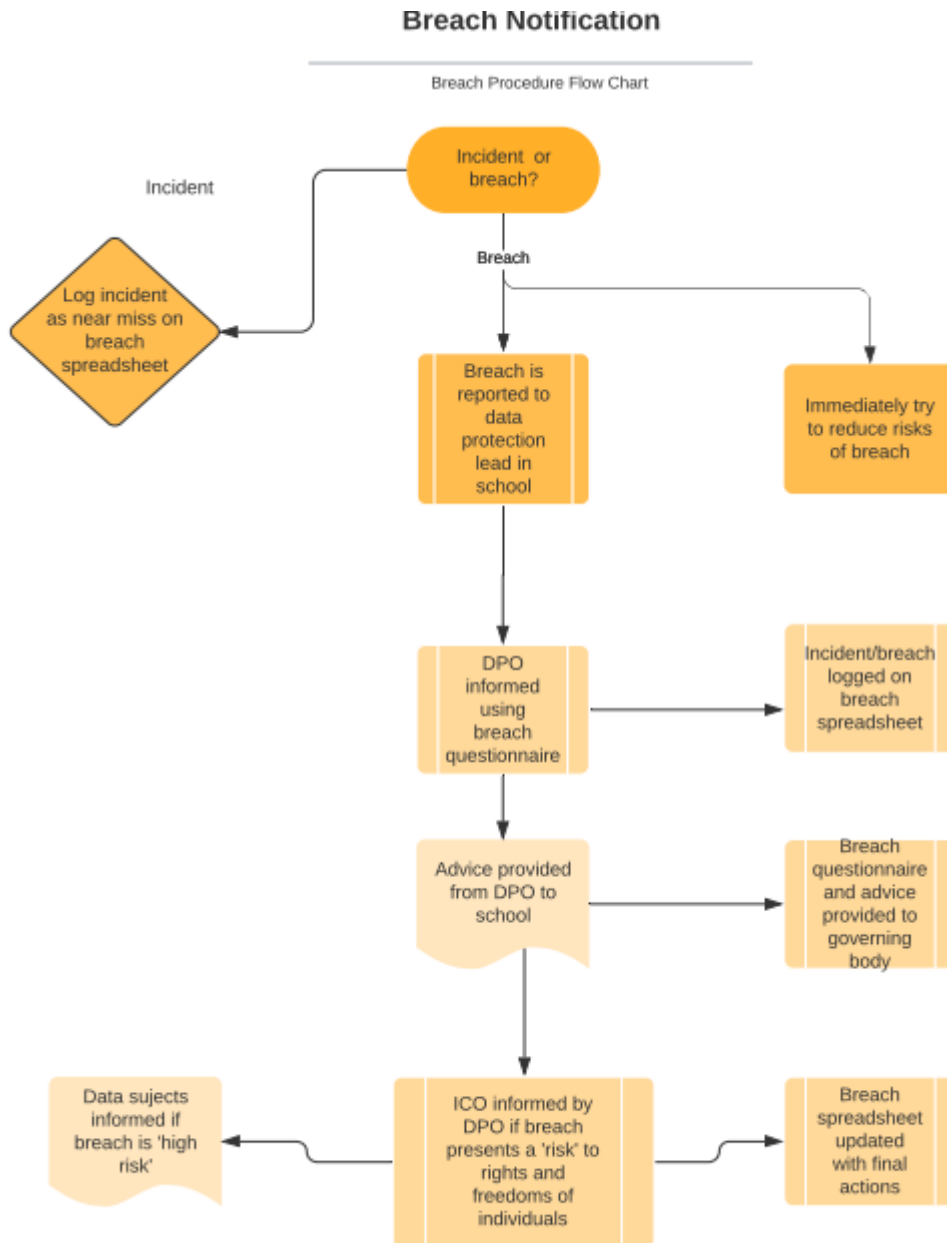 Breach Notification
Breach Procedure Flow Chart
Incident or
breach?
Incident
Breach
Log incident
as near miss on
breach
spreadsheet
Breach is
reported to
data
protection
lead in
school
Immediately try
to reduce risks
of breach
DPO
informed
using
breach
questionnaire
Incident/breach
logged on
breach
spreadsheet
Advice provided
from DPO to
school
Breach
questionnaire
and advice
provided to
governing
body
Data sujects
informed if
breach is 'high
risk'
ICO informed by
DPO if breach
presents a 'risk' to
rights and
freedoms of
individuals
Breach
spreadsheet
updated
with final
actions